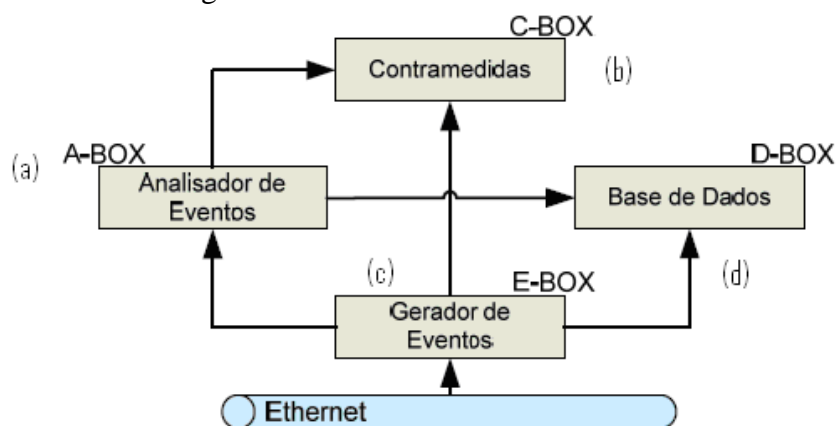 C-BOX
Contramedidas
(b)
(a)
A-BOX
Analisador de
Eventos
D-BOX
Base de Dados
(c)
E-BOX
(d)
Gerador de
Eventos
Ethernet